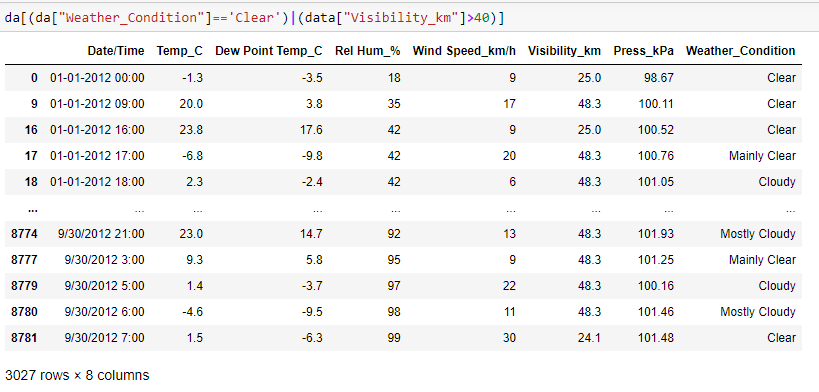 da[(da["Weather_Condition"]=='Clear')|(data["Visibility_km"]>40)]
Date/Time Temp_C Dew Point Temp_C Rel Hum_% Wind Speed_km/h Visibility_km Press_kPa Weather_Condition
0 01-01-2012 00:00 -1.3 -3.5 18 9 25.0 98.67 Clear
9 01-01-2012 09:00 20.0 3.8 35 17 48.3 100.11 Clear
16 01-01-2012 16:00 23.8 17.6 42 9 25.0 100.52 Clear
17 01-01-2012 17:00 -6.8 -9.8 42 20 48.3 100.76 Mainly Clear
18 01-01-2012 18:00 2.3 -2.4 42 6 48.3 101.05 Cloudy
... ... ... ... ... ... ... ... ...
8774 9/30/2012 21:00 23.0 14.7 92 13 48.3 101.93 Mostly Cloudy
8777 9/30/2012 3:00 9.3 5.8 95 9 48.3 101.25 Mainly Clear
8779 9/30/2012 5:00 1.4 -3.7 97 22 48.3 100.16 Cloudy
8780 9/30/2012 6:00 -4.6 -9.5 98 11 48.3 101.46 Mostly Cloudy
8781 9/30/2012 7:00 1.5 -6.3 99 30 24.1 101.48 Clear
3027 rows × 8 columns